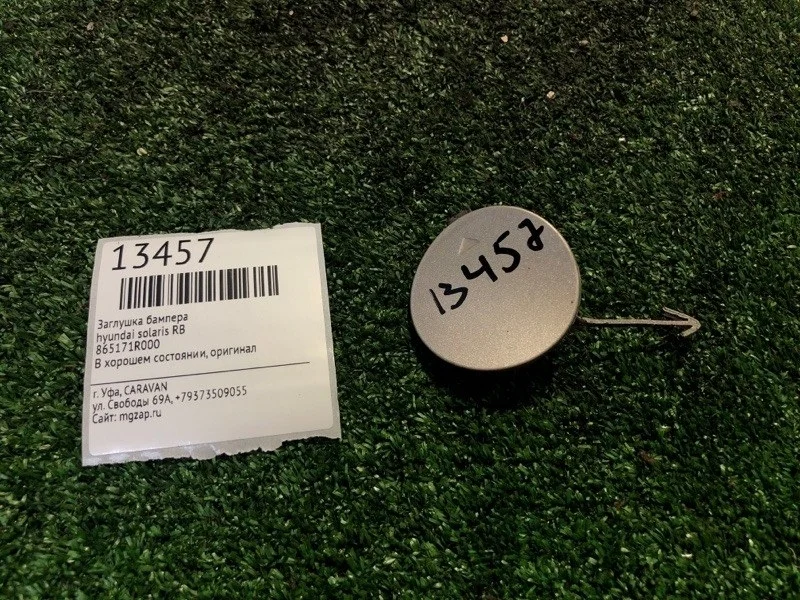 13457
Заглушка бампера
hyundai solaris RB
865171R000
В хорошем состоянии, оригинал
г. Уфа, CARAVAN
ул. Свободы 69А, +79373509055
Сайт: mgzap.ru
13457